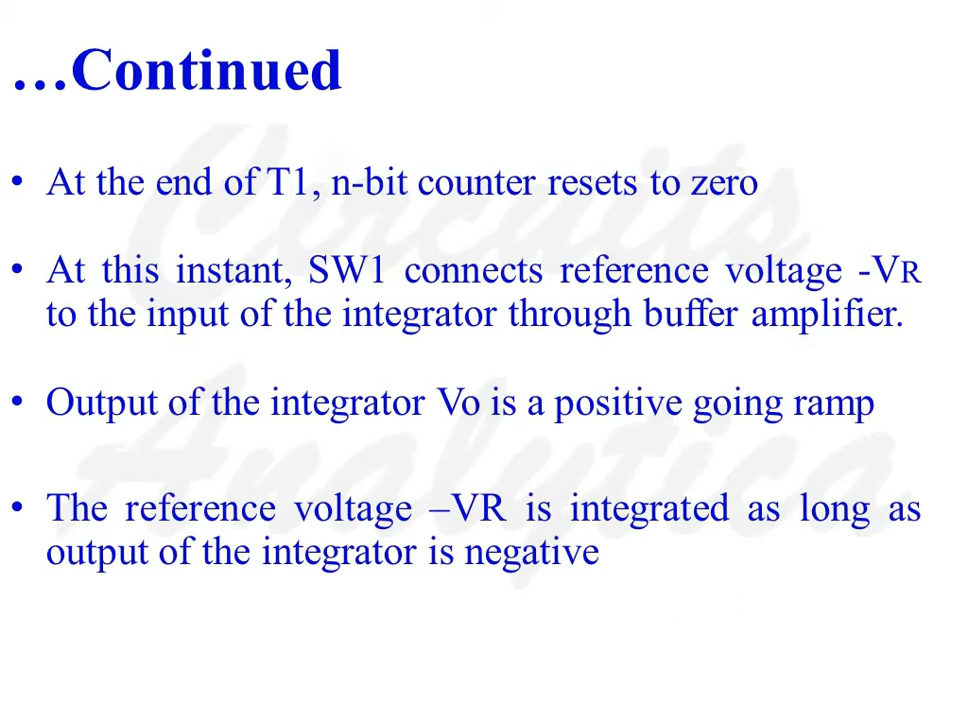 …Continued
• At the end of T1, n-bit counter resets to zero
• At this instant, SW1 connects reference voltage -VR
to the input of the integrator through buffer amplifier.
• Output of the integrator Vo is a positive going ramp
• The reference voltage –VR is integrated as long as
output of the integrator is negative
Circuits
Analytica